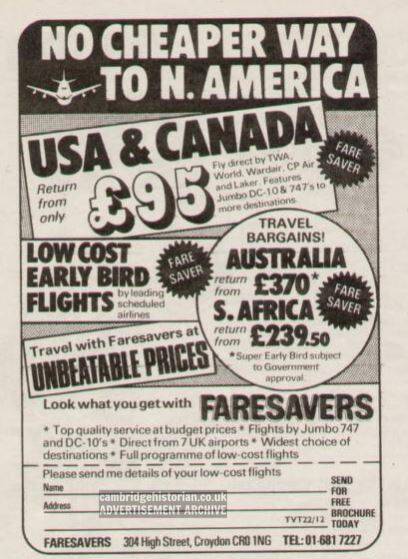 NO CHEAPER WAY
TO N. AMERICA
USA & CANADA
Return
from
only
£95
Fly direct by TWA,
World, Wardair, CP Air
and Laker. Features
Jumbo DC-10 & 747's to
more destinations
FARE
SAVER
LOW COST
EARLY BIRD
FLIGHTS
by leading
scheduled
airlines
FARE
SAVER
TRAVEL
BARGAINS!
AUSTRALIA
return
from
£370*
S. AFRICA
return
from
£239.50
FARE
SAVER
*Super Early Bird subject
to Government
approval.
Travel with Faresavers at
UNBEATABLE PRICES
Look what you get with FARESAVERS
* Top quality service at budget prices * Flights by Jumbo 747
and DC-10's * Direct from 7 UK airports * Widest choice of
destinations * Full programme of low-cost flights
Please send me details of your low-cost flights
Name
Address
cambridgehistorian.co.uk
ADVERTISEMENT ARCHIVE
TVT22/12
SEND
FOR
FREE
BROCHURE
TODAY
FARESAVERS 304 High Street, Croydon CR0 1NG TEL: 01-681 7227